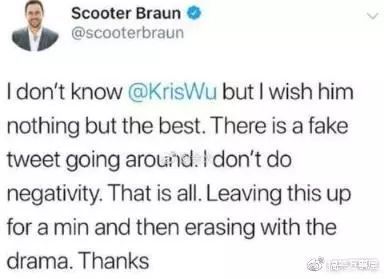 Scooter Braun
@scooterbraun
I don't know @KrisWu but I wish him
nothing but the best. There is a fake
tweet going around. I don't do
negativity. That is all. Leaving this up
for a min and then erasing with the
drama. Thanks